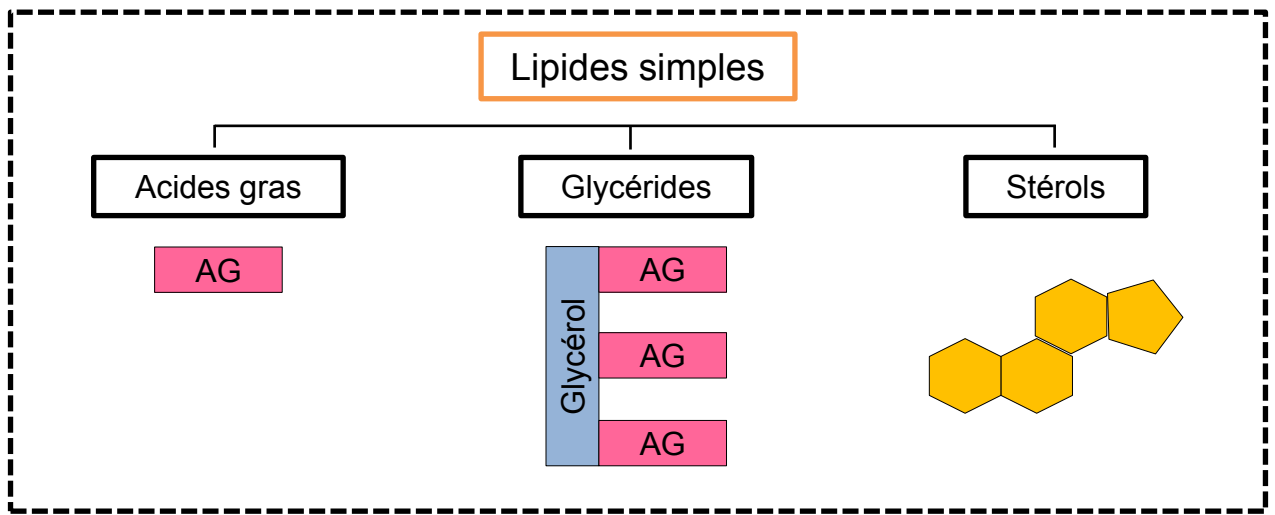 Lipides simples
Acides gras
Glycérides
Stérols
AG
Glycérol
AG
AG
AG